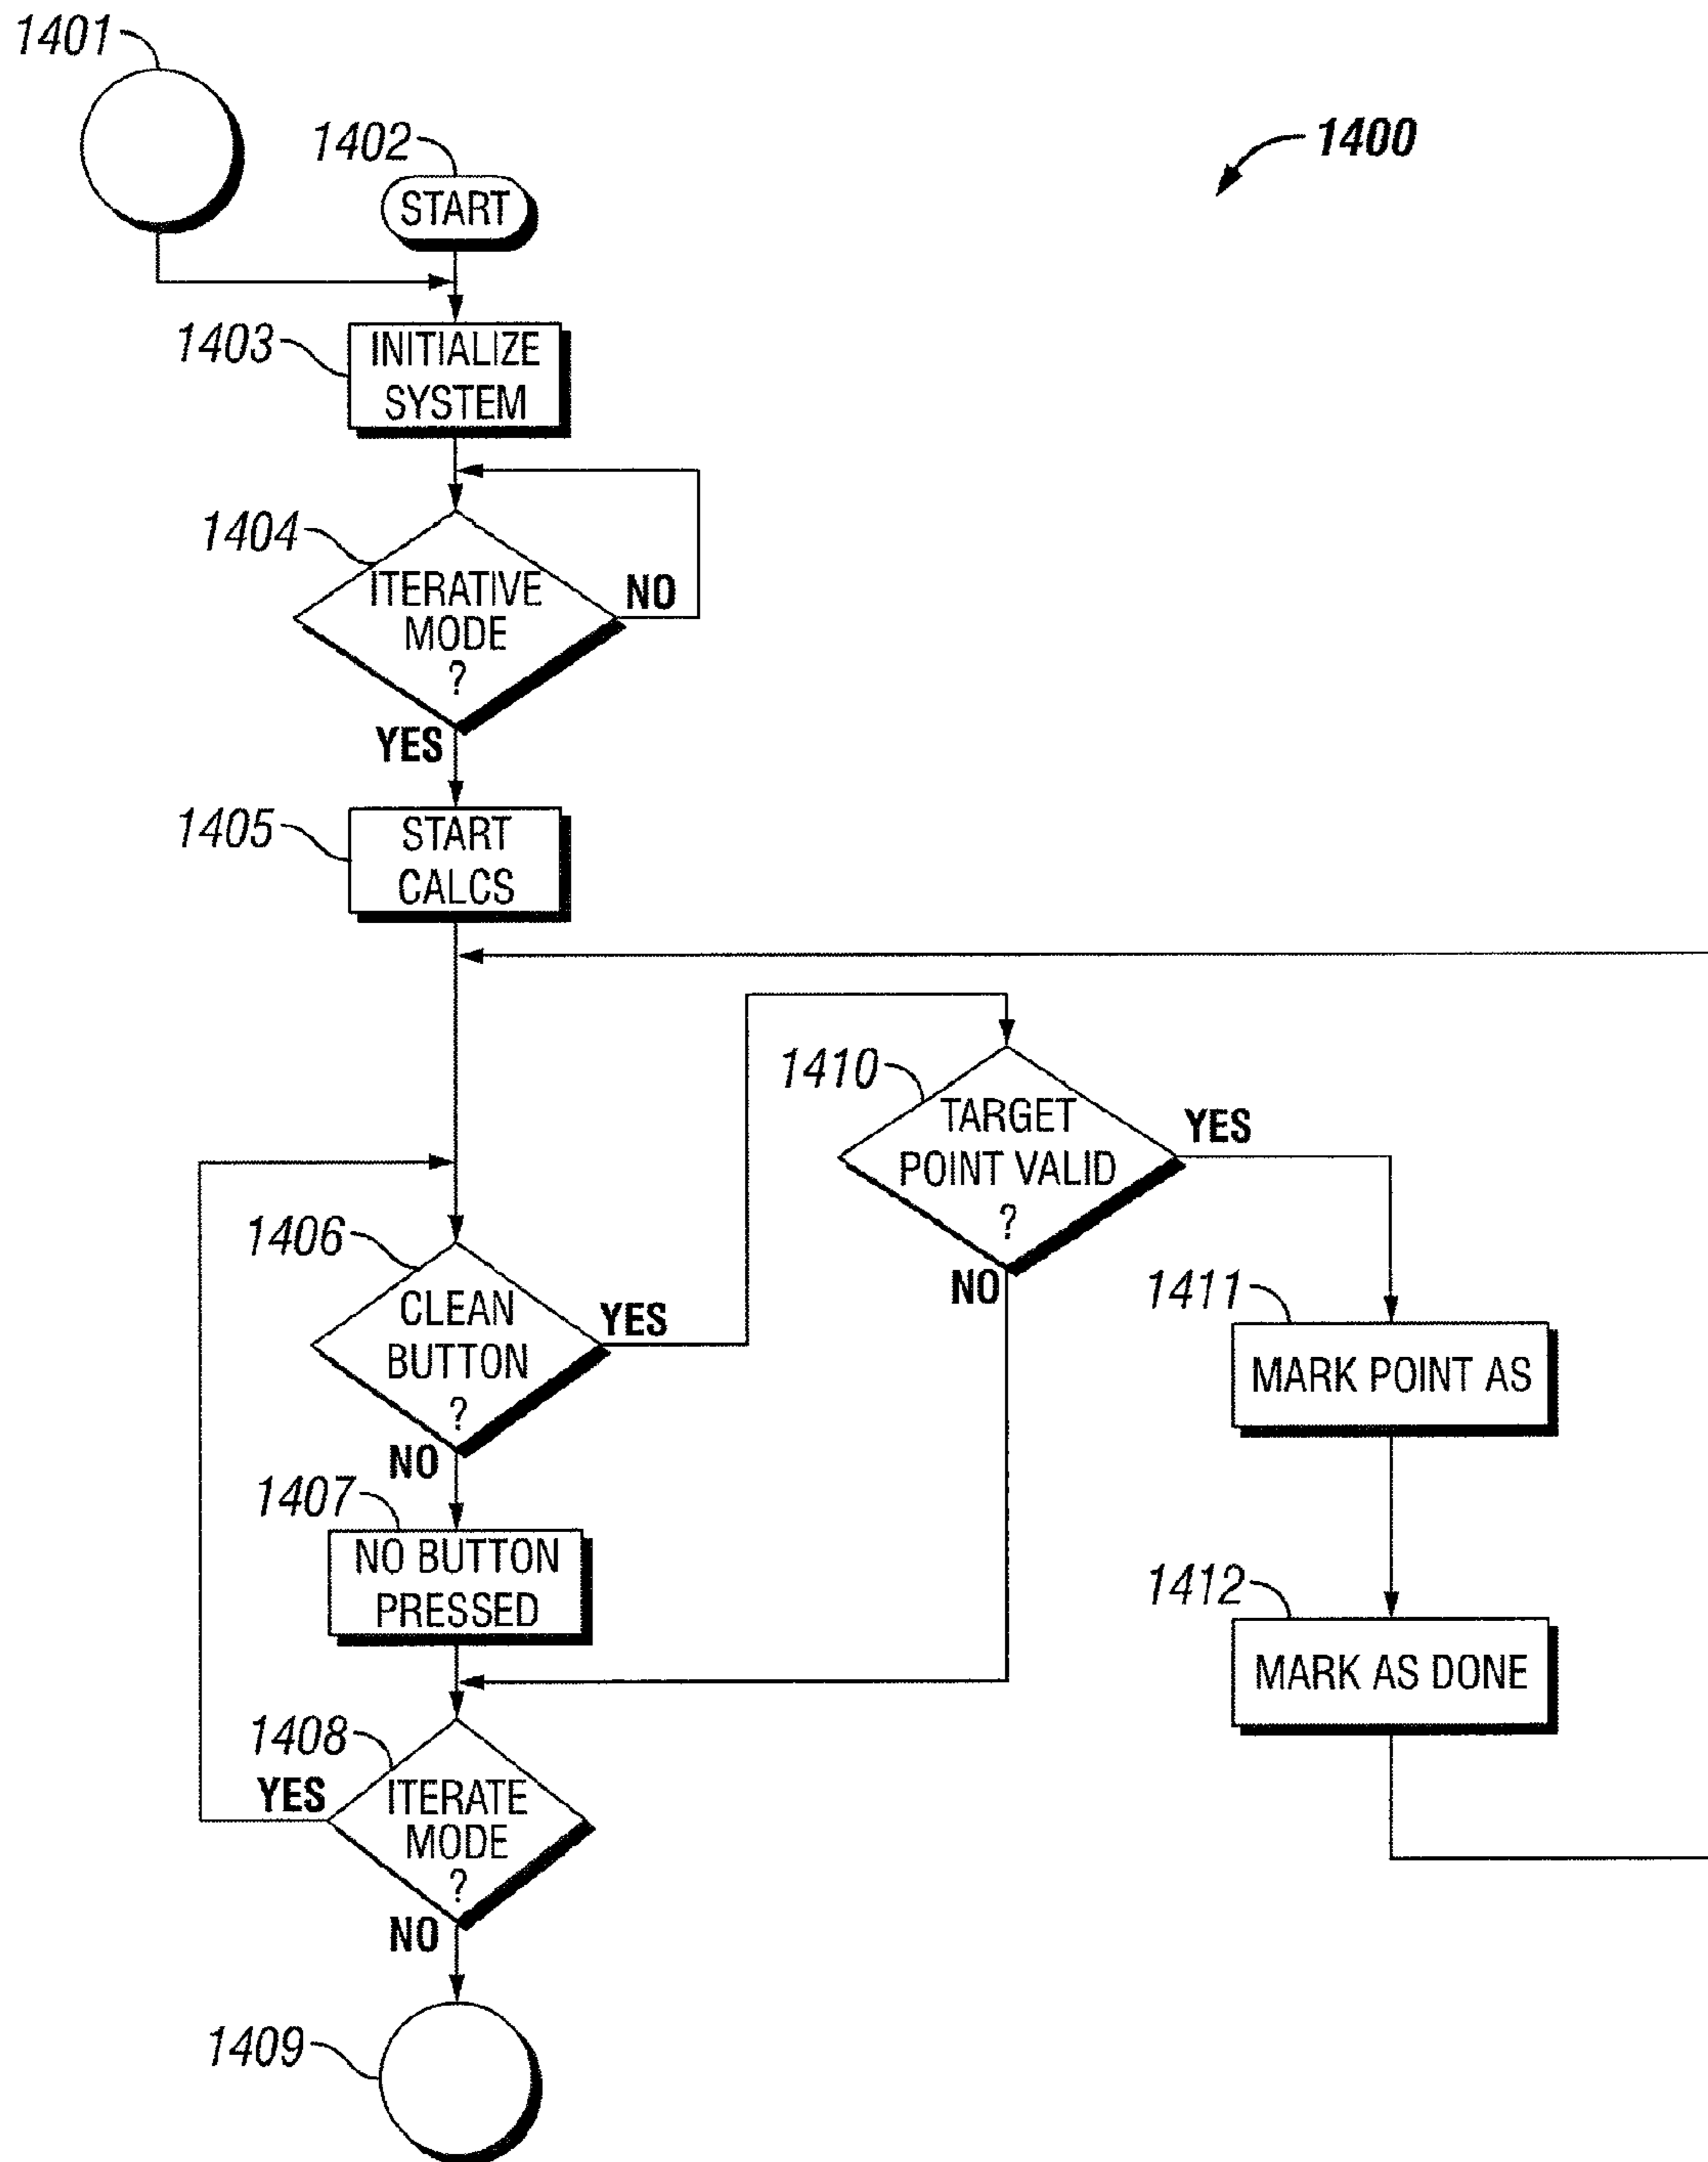 1401
1402
1400
START
1403
INITIALIZE
SYSTEM
1404
ITERATIVE
MODE
?
NO
YES
1405
START
CALCS
1410
TARGET
POINT VALID
?
YES
NO
1406
CLEAN
BUTTON
?
YES
NO
1411
MARK POINT AS
1407
NO BUTTON
PRESSED
1412
MARK AS DONE
1408
ITERATE
MODE
?
YES
NO
1409